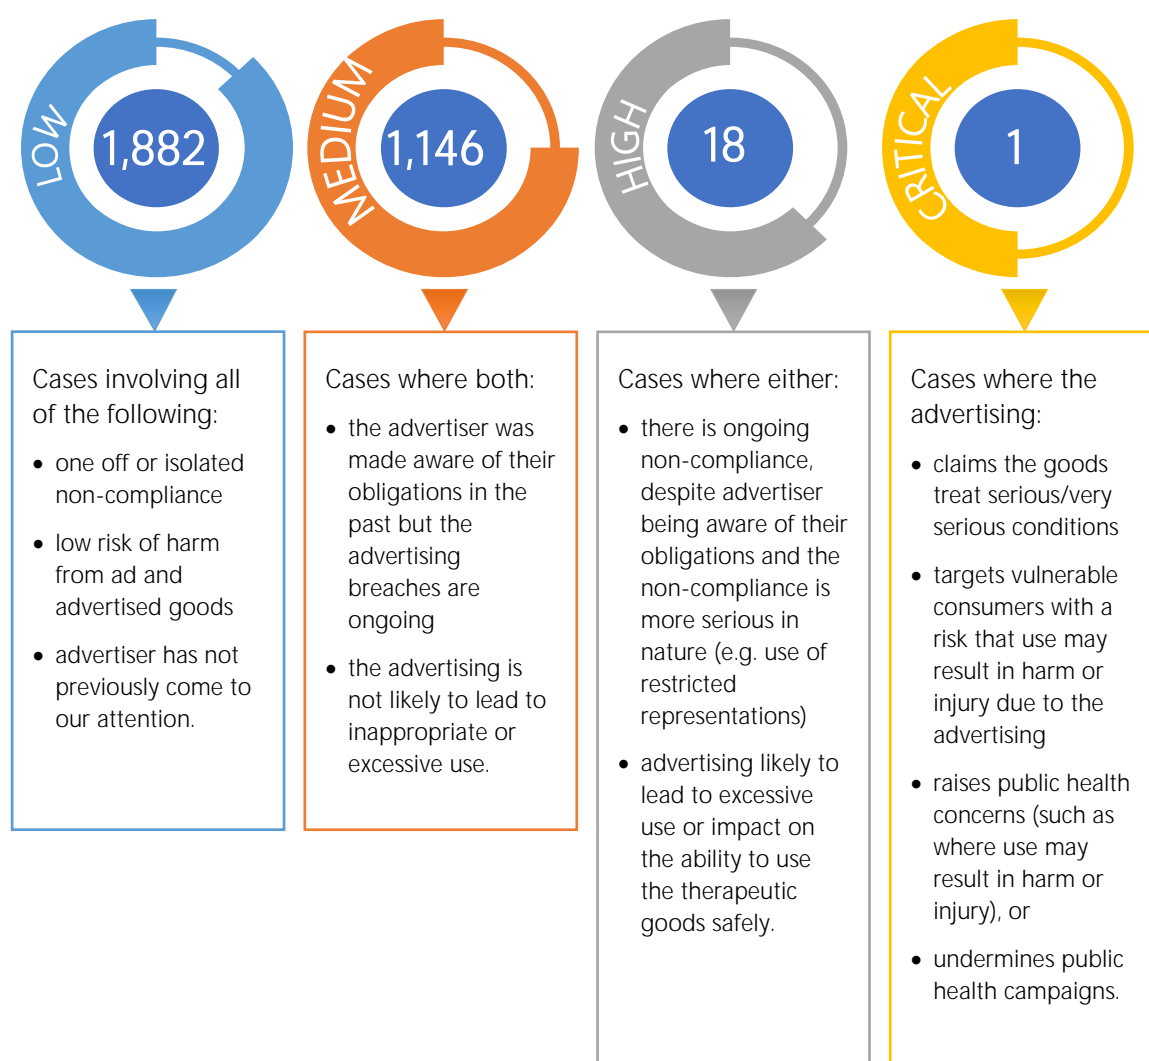 LOW
1,882
MEDIUM
1,146
HIGH
18
CRITICAL
1
Cases involving all
of the following:
• one off or isolated
non-compliance
• low risk of harm
from ad and
advertised goods
• advertiser has not
previously come to
our attention.
Cases where both:
• the advertiser was
made aware of their
obligations in the
past but the
advertising
breaches are
ongoing
• the advertising is
not likely to lead to
inappropriate or
excessive use.
Cases where either:
• there is ongoing
non-compliance,
despite advertiser
being aware of their
obligations and the
non-compliance is
more serious in
nature (e.g. use of
restricted
representations)
• advertising likely to
lead to excessive
use or impact on
the ability to use
the therapeutic
goods safely.
Cases where the
advertising:
• claims the goods
treat serious/very
serious conditions
• targets vulnerable
consumers with a
risk that use may
result in harm or
injury due to the
advertising
• raises public health
concerns (such as
where use may
result in harm or
injury), or
• undermines public
health campaigns.